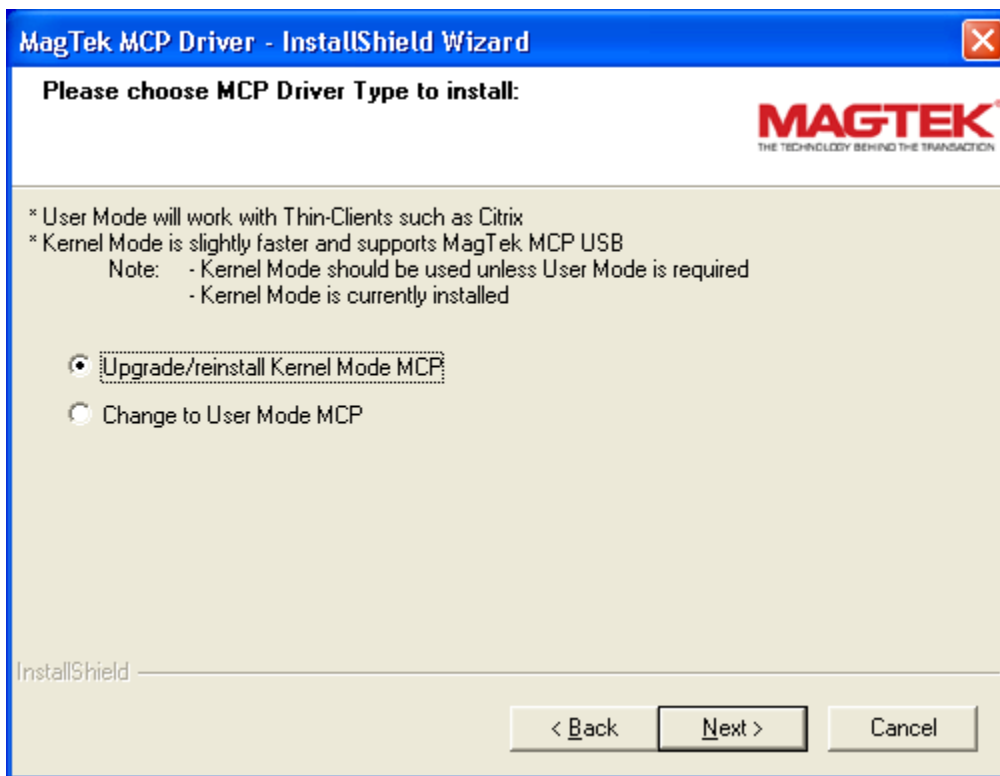 MagTek MCP Driver - InstallShield Wizard
Please choose MCP Driver Type to install:
MAGTEK®
THE TECHNOLOGY BEHIND THE TRANSACTION
* User Mode will work with Thin-Clients such as Citrix
* Kernel Mode is slightly faster and supports MagTek MCP USB
Note: - Kernel Mode should be used unless User Mode is required
- Kernel Mode is currently installed
Upgrade/reinstall Kernel Mode MCP
Change to User Mode MCP
InstallShield
< Back Next > Cancel